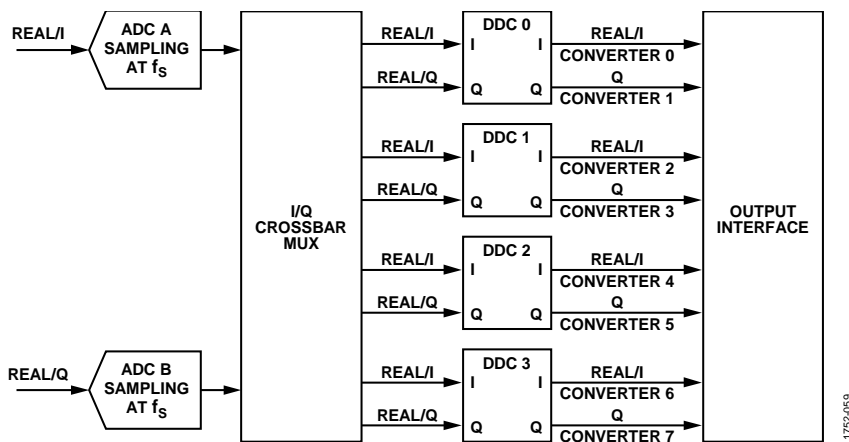 REAL/I
ADC A
SAMPLING
AT fS
I/Q
CROSSBAR
MUX
REAL/Q
ADC B
SAMPLING
AT fS
REAL/I
REAL/Q
DDC 0
I I
Q Q
REAL/I
CONVERTER 0
Q
CONVERTER 1
REAL/I
REAL/Q
DDC 1
I I
Q Q
REAL/I
CONVERTER 2
Q
CONVERTER 3
REAL/I
REAL/Q
DDC 2
I I
Q Q
REAL/I
CONVERTER 4
Q
CONVERTER 5
REAL/I
REAL/Q
DDC 3
I I
Q Q
REAL/I
CONVERTER 6
Q
CONVERTER 7
OUTPUT
INTERFACE